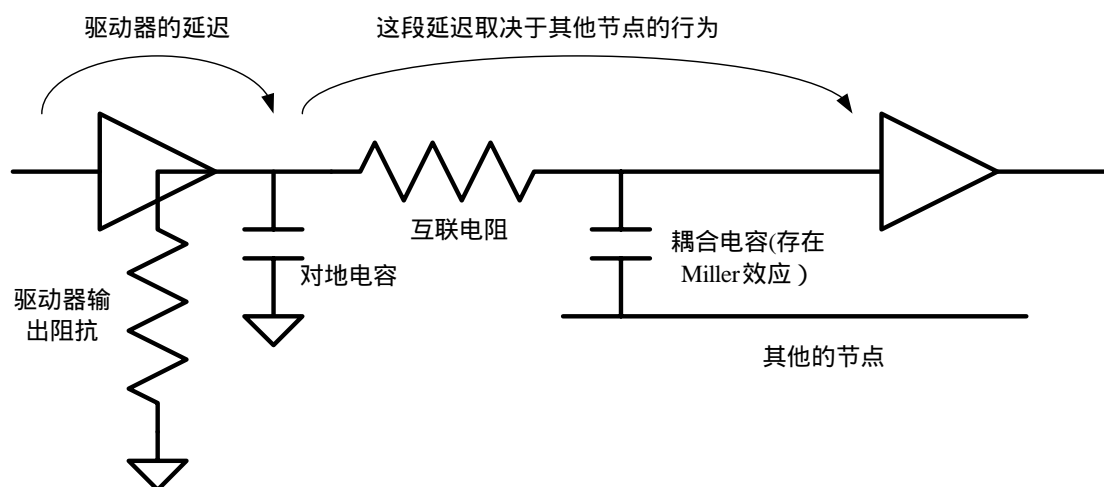 驱动器的延迟
这段延迟取决于其他节点的行为
互联电阻
对地电容
耦合电容(存在
Miller效应）
驱动器输
出阻抗
其他的节点